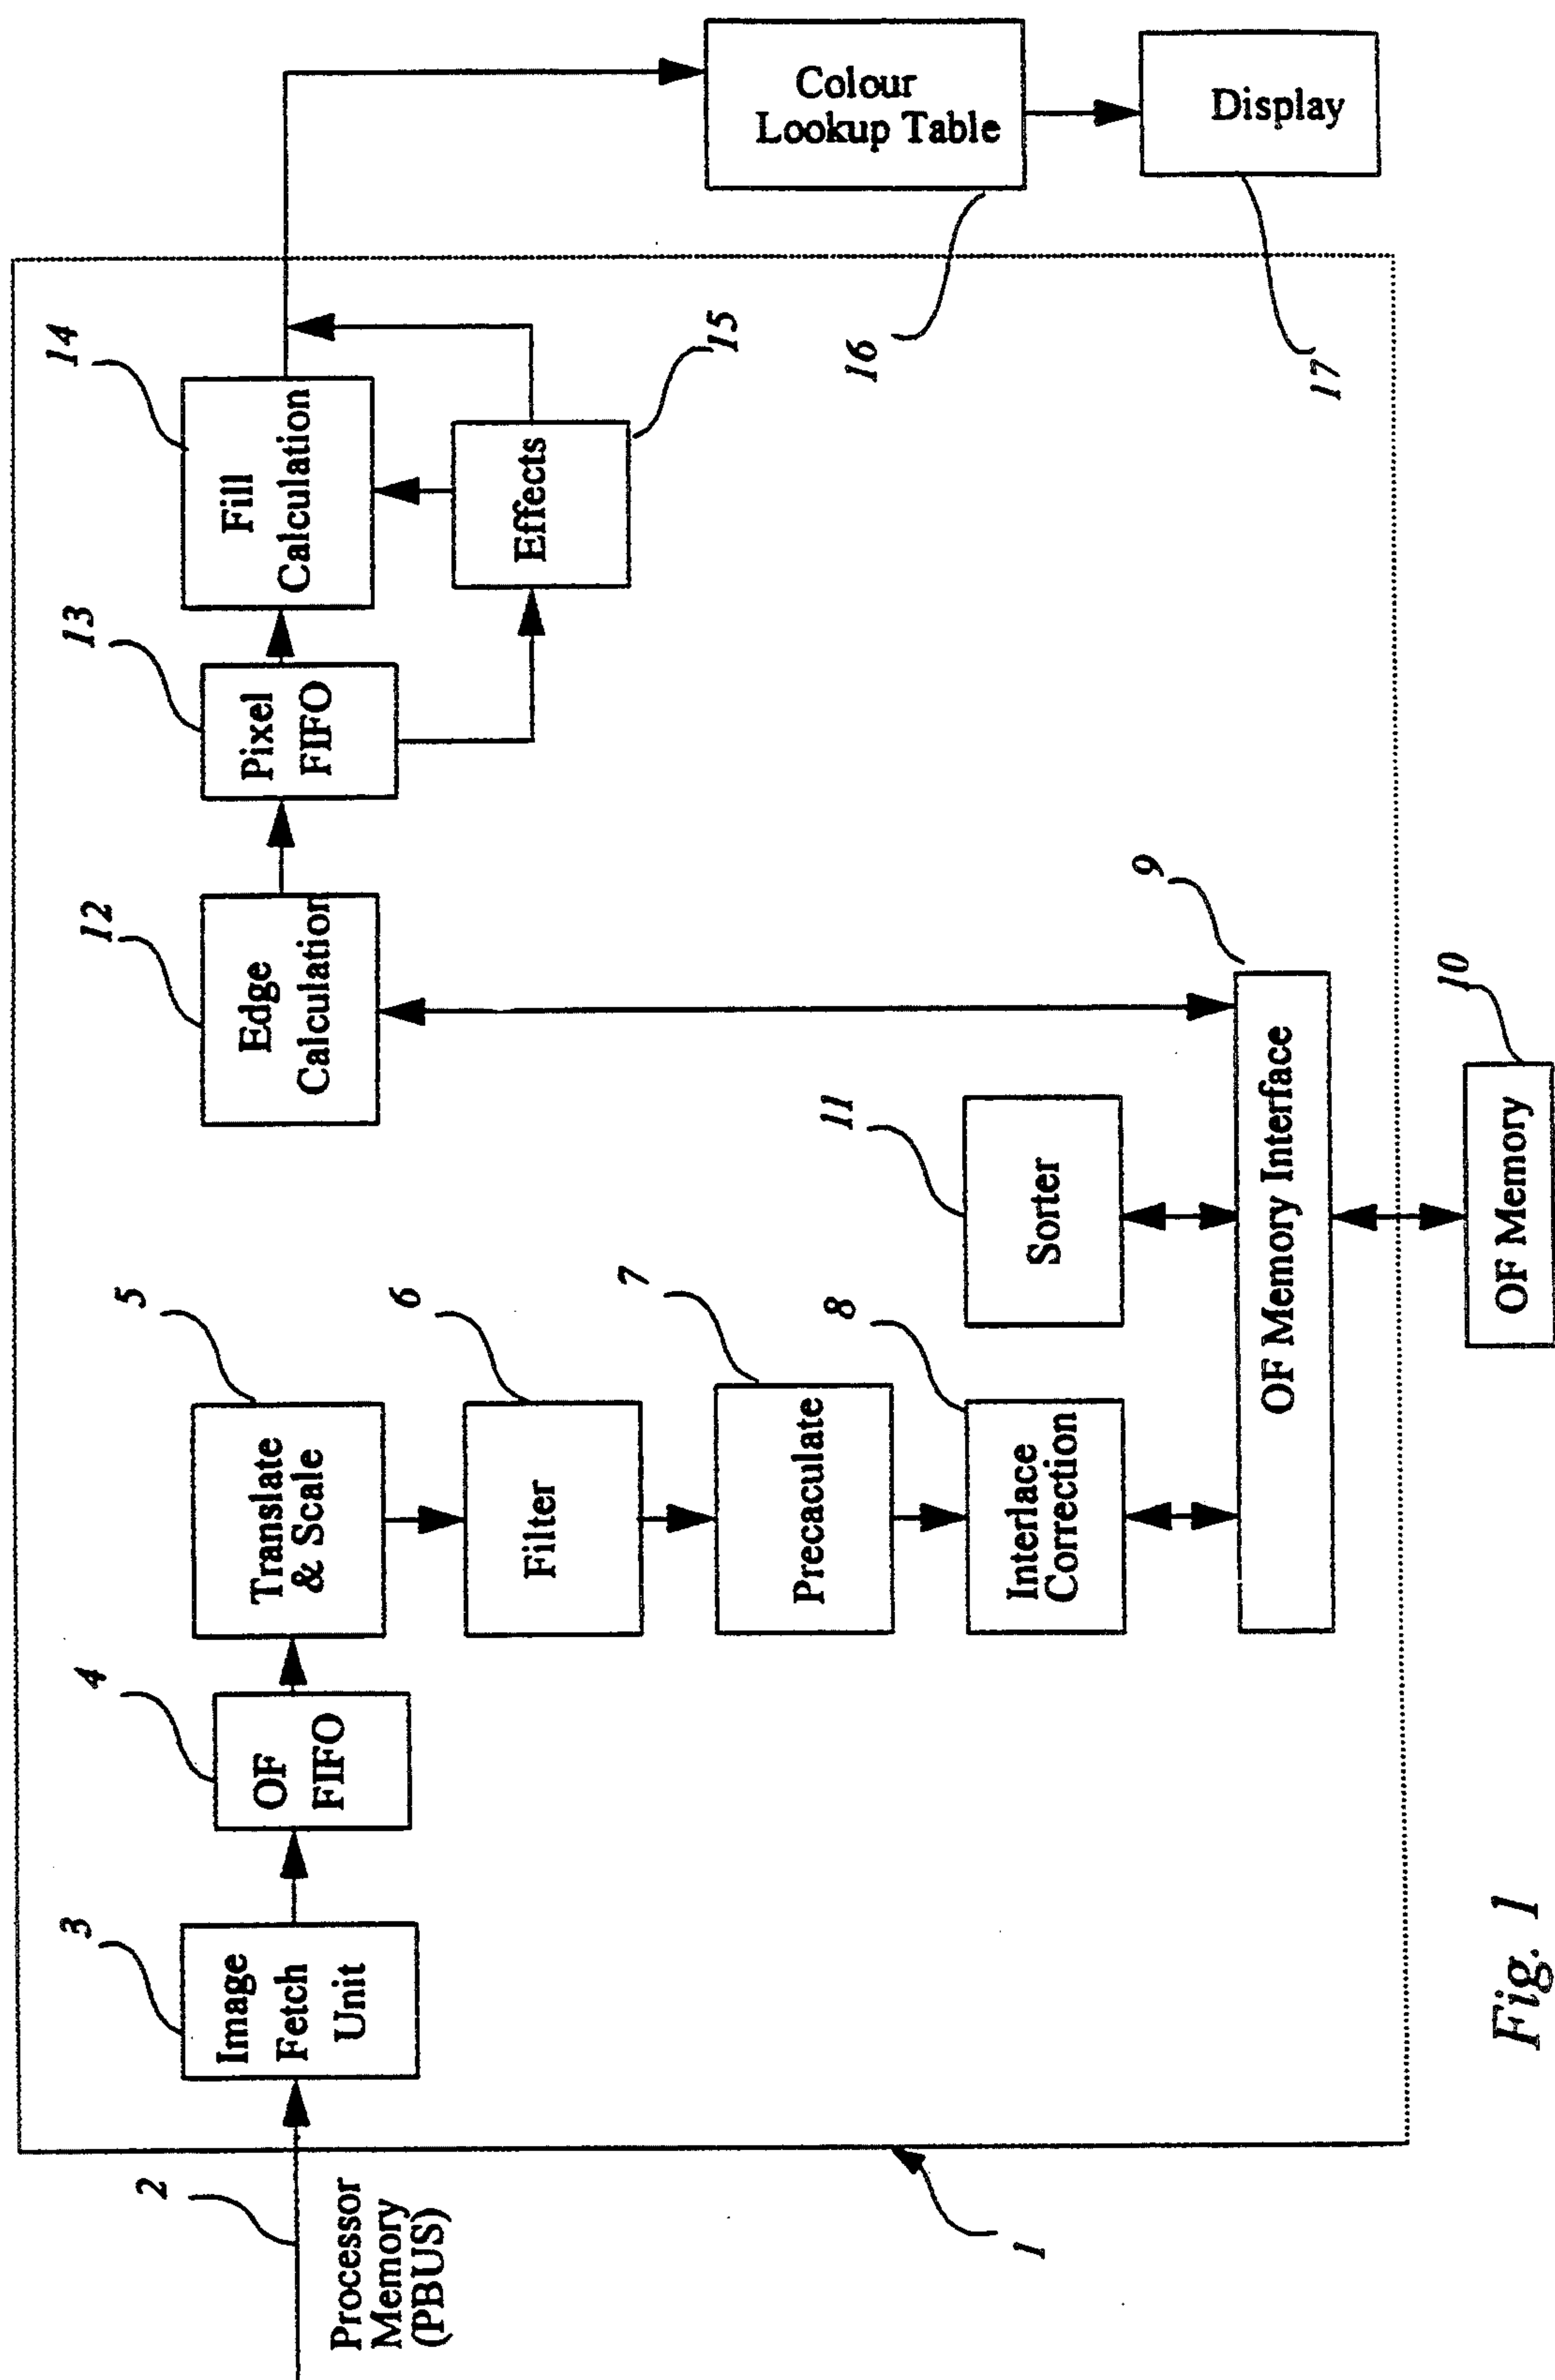 2
Processor
Memory
(PBUS)
1
3
Image
Fetch
Unit
4
OF
FIFO
5
Translate
& Scale
6
Filter
7
Precaculate
8
Interlace
Correction
9
OF Memory Interface
10
OF Memory
11
Sorter
12
Edge
Calculation
13
Pixel
FIFO
14
Fill
Calculation
15
Effects
16
Colour
Lookup Table
17
Display
Fig. 1